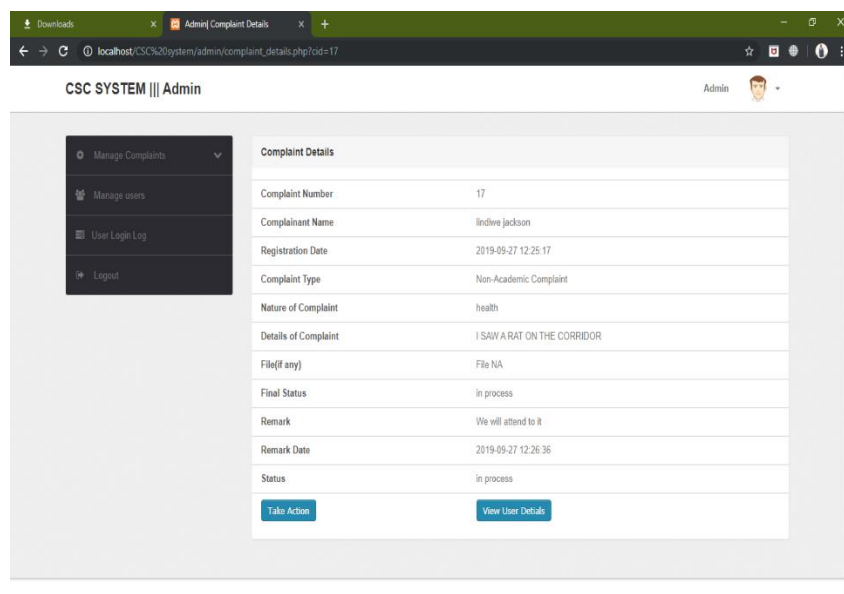 Downloads X Admin| Complaint Details X +
localhost/CSC%20system/admin/complaint_details.php?cid=17
CSC SYSTEM ||| Admin Admin
Manage Complaints
Manage users
User Login Log
Logout
Complaint Details
Complaint Number 17
Complainant Name lindiwe jackson
Registration Date 2019-09-27 12:25:17
Complaint Type Non-Academic Complaint
Nature of Complaint health
Details of Complaint I SAW A RAT ON THE CORRIDOR
File(if any) File NA
Final Status in process
Remark We will attend to it
Remark Date 2019-09-27 12:26:36
Status in process
Take Action View User Detials